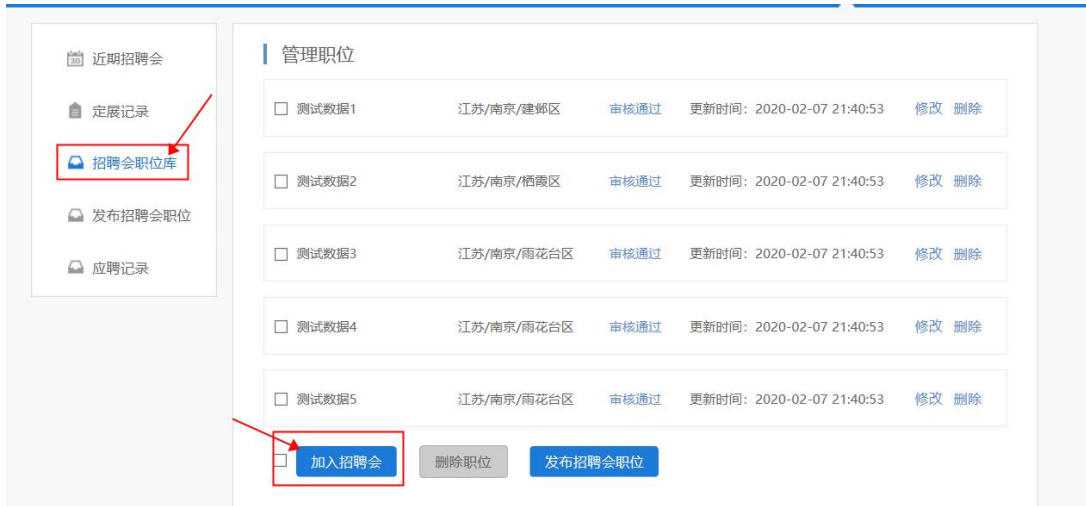 30 近期招聘会
定展记录
招聘会职位库
发布招聘会职位
应聘记录
管理职位
测试数据1 江苏/南京/建邺区 审核通过 更新时间：2020-02-07 21:40:53 修改 删除
测试数据2 江苏/南京/栖霞区 审核通过 更新时间：2020-02-07 21:40:53 修改 删除
测试数据3 江苏/南京/雨花台区 审核通过 更新时间：2020-02-07 21:40:53 修改 删除
测试数据4 江苏/南京/雨花台区 审核通过 更新时间：2020-02-07 21:40:53 修改 删除
测试数据5 江苏/南京/雨花台区 审核通过 更新时间：2020-02-07 21:40:53 修改 删除
加入招聘会 删除职位 发布招聘会职位